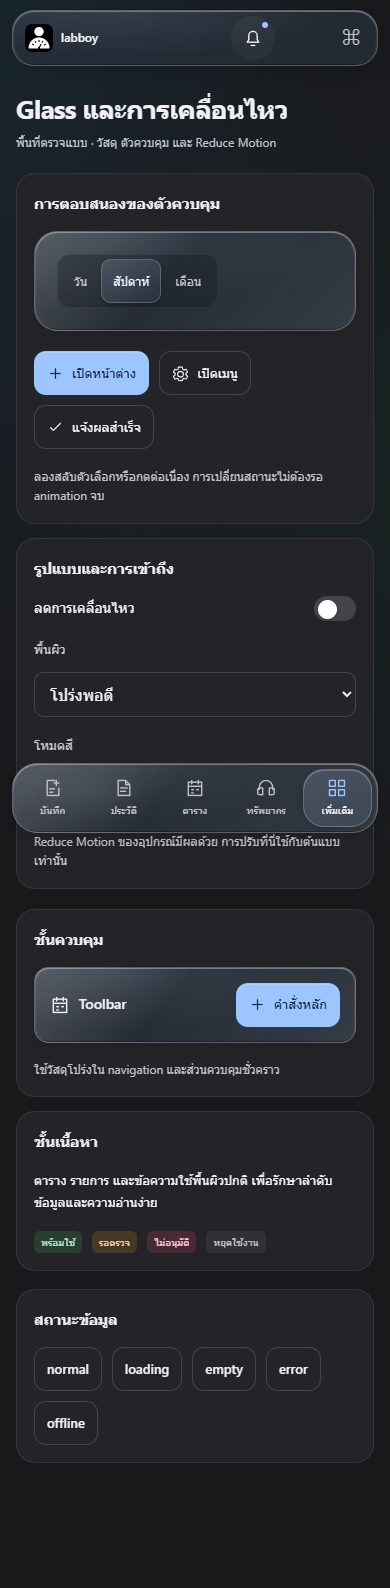 labboy
⌘
Glass และการเคลื่อนไหว
พื้นที่ตรวจแบบ · วัสดุ ตัวควบคุม และ Reduce Motion
การตอบสนองของตัวควบคุม
วัน
สัปดาห์
เดือน
เปิดหน้าต่าง
เปิดเมนู
แจ้งผลสำเร็จ
ลองสลับตัวเลือกหรือกดต่อเนื่อง การเปลี่ยนสถานะไม่ต้องรอ
animation จบ
รูปแบบและการเข้าถึง
ลดการเคลื่อนไหว
พื้นผิว
โปร่งพอดี
โหมดสี
บันทึก
ประวัติ
ตาราง
ทรัพยากร
เพิ่มเติม
Reduce Motion ของอุปกรณ์มีผลด้วย การปรับที่นี่ใช้กับต้นแบบ
เท่านั้น
ชั้นควบคุม
Toolbar
คำสั่งหลัก
ใช้วัสดุโปร่งใน navigation และส่วนควบคุมชั่วคราว
ชั้นเนื้อหา
ตาราง รายการ และข้อความใช้พื้นผิวปกติ เพื่อรักษาลำดับ
ข้อมูลและความอ่านง่าย
พร้อมใช้
รอตรวจ
ไม่อนุมัติ
หยุดใช้งาน
สถานะข้อมูล
normal
loading
empty
error
offline